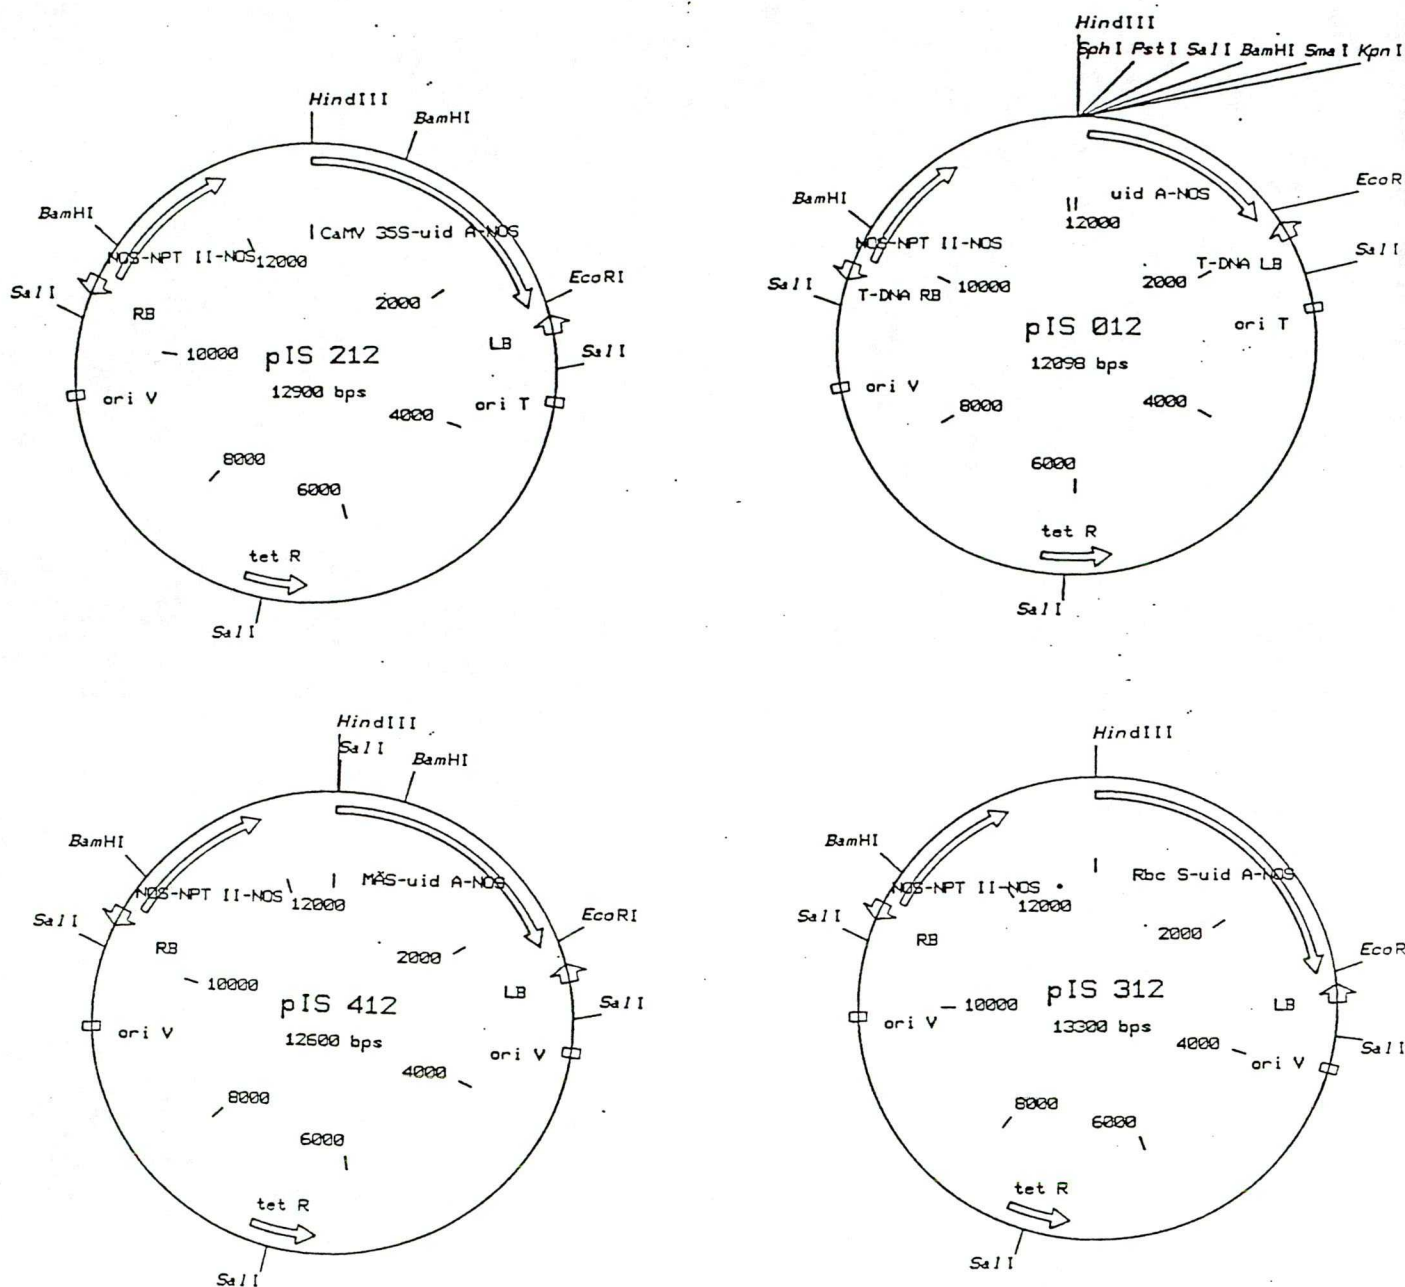 HindIII
BamHI
BamHI
CaMV 35S-uid A-NOS
NOS-NPT II-NOS
12000
SalI
EcoRI
2000
RB
LB
SalI
10000
pIS 212
12900 bps
ori V
ori T
4000
8000
6000
tet R
SalI
HindIII
SphI PstI SalI BamHI SmaI KpnI
BamHI
EcoR
uid A-NOS
12000
NOS-NPT II-NOS
SalI
T-DNA LB
SalI
T-DNA RB
10000
2000
pIS 012
ori T
12098 bps
ori V
8000
4000
6000
tet R
SalI
HindIII
SalI
BamHI
BamHI
MAS-uid A-NOS
NOS-NPT II-NOS
12000
SalI
EcoRI
RB
2000
10000
LB
pIS 412
SalI
ori V
12600 bps
ori V
4000
8000
6000
tet R
SalI
HindIII
BamHI
Rbc S-uid A-NOS
NOS-NPT II-NOS
12000
SalI
RB
2000
EcoR
pIS 312
LB
10000
ori V
13300 bps
4000
ori V
SalI
8000
6000
tet R
SalI